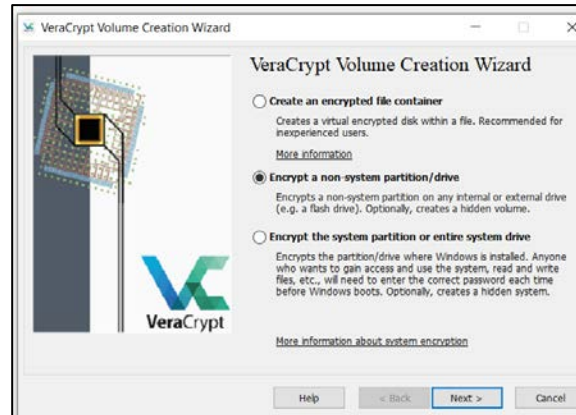 VeraCrypt Volume Creation Wizard
VeraCrypt Volume Creation Wizard
Create an encrypted file container
Creates a virtual encrypted disk within a file. Recommended for
inexperienced users.
More information
Encrypt a non-system partition/drive
Encrypts a non-system partition on any internal or external drive
(e.g. a flash drive). Optionally, creates a hidden volume.
Encrypt the system partition or entire system drive
Encrypts the partition/drive where Windows is installed. Anyone
who wants to gain access and use the system, read and write
files, etc., will need to enter the correct password each time
before Windows boots. Optionally, creates a hidden system.
VeraCrypt
More information about system encryption
Help
< Back
Next >
Cancel